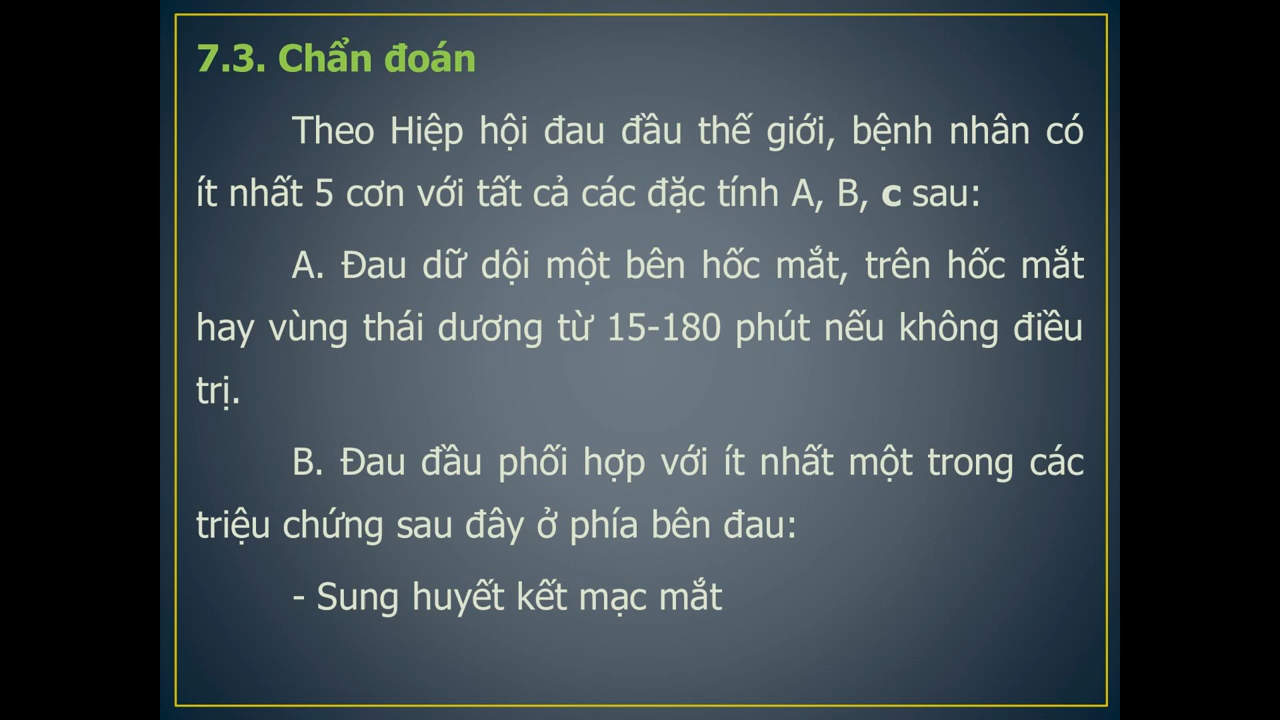 7.3. Chẩn đoán
Theo Hiệp hội đau đầu thế giới, bệnh nhân có
ít nhất 5 cơn với tất cả các đặc tính A, B, c sau:
A. Đau dữ dội một bên hốc mắt, trên hốc mắt
hay vùng thái dương từ 15-180 phút nếu không điều
trị.
B. Đau đầu phối hợp với ít nhất một trong các
triệu chứng sau đây ở phía bên đau:
- Sung huyết kết mạc mắt